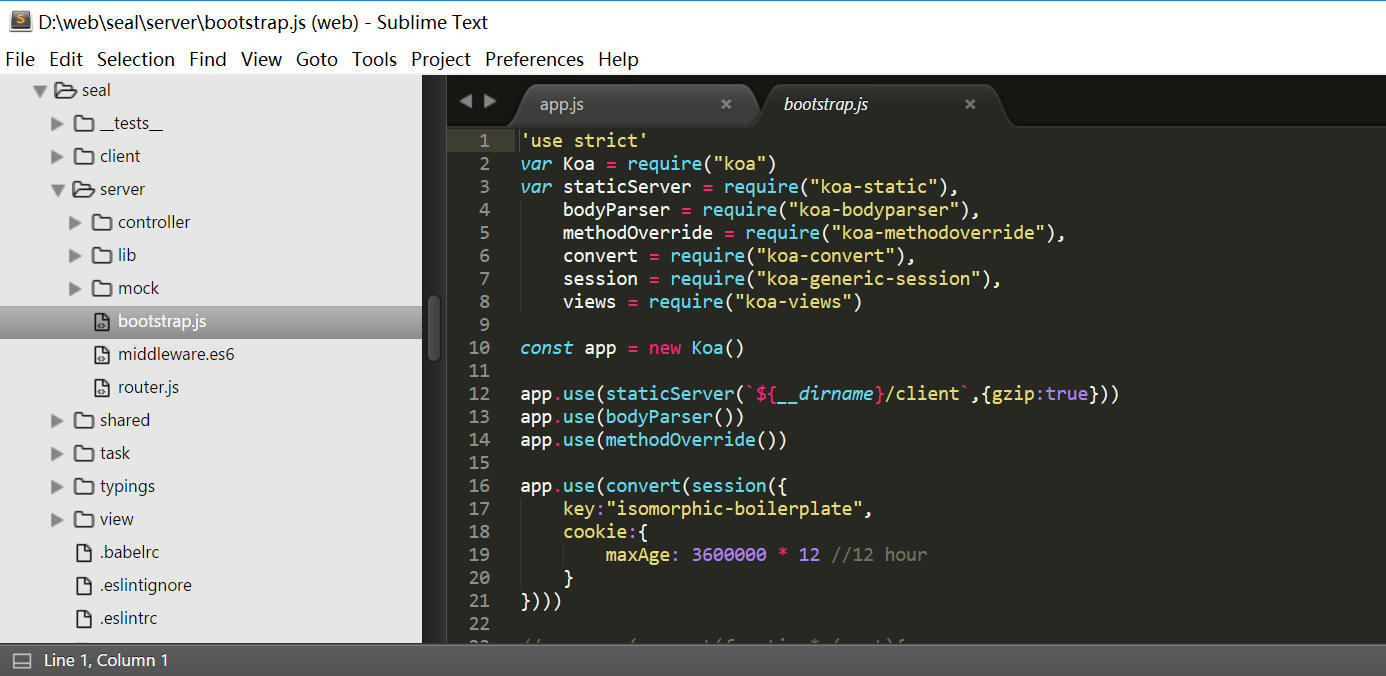 D:\web\seal\server\bootstrap.js (web) - Sublime Text
File Edit Selection Find View Goto Tools Project Preferences Help
seal
__tests__
client
server
controller
lib
mock
bootstrap.js
middleware.es6
router.js
shared
task
typings
view
.babelrc
.eslintignore
.eslintrc
app.js × bootstrap.js ×
1 'use strict'
2 var Koa = require("koa")
3 var staticServer = require("koa-static"),
4     bodyParser = require("koa-bodyparser"),
5     methodOverride = require("koa-methodoverride"),
6     convert = require("koa-convert"),
7     session = require("koa-generic-session"),
8     views = require("koa-views")
9
10 const app = new Koa()
11
12 app.use(staticServer(`${__dirname}/client`,{gzip:true}))
13 app.use(bodyParser())
14 app.use(methodOverride())
15
16 app.use(convert(session({
17     key:"isomorphic-boilerplate",
18     cookie:{
19         maxAge: 3600000 * 12 //12 hour
20     }
21 })))
22
Line 1, Column 1